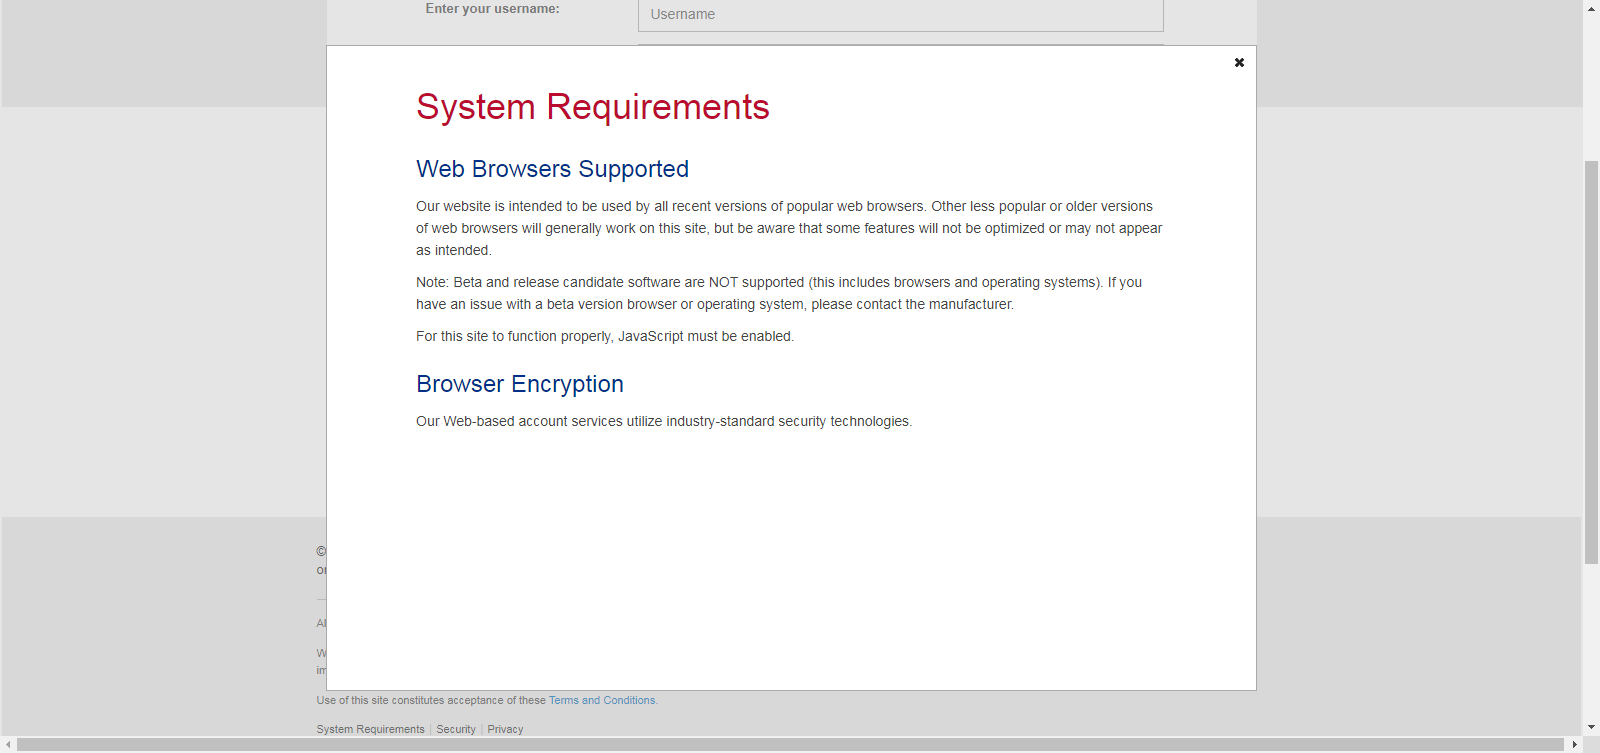 Enter your username:
Username
System Requirements
Web Browsers Supported
Our website is intended to be used by all recent versions of popular web browsers. Other less popular or older versions
of web browsers will generally work on this site, but be aware that some features will not be optimized or may not appear
as intended.
Note: Beta and release candidate software are NOT supported (this includes browsers and operating systems). If you
have an issue with a beta version browser or operating system, please contact the manufacturer.
For this site to function properly, JavaScript must be enabled.
Browser Encryption
Our Web-based account services utilize industry-standard security technologies.
©
Use of this site constitutes acceptance of these Terms and Conditions.
System Requirements | Security | Privacy